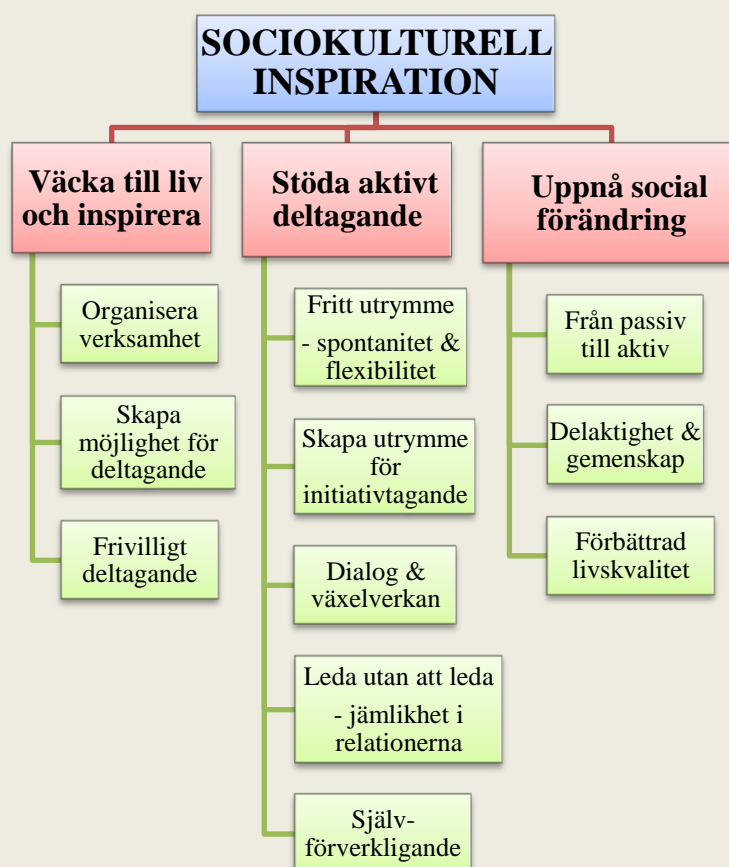 SOCIOKULTURELL
INSPIRATION
Väcka till liv
och inspirera
Organisera
verksamhet
Skapa
möjlighet för
deltagande
Frivilligt
deltagande
Stöda aktivt
deltagande
Fritt utrymme
- spontanitet &
flexibilitet
Skapa utrymme
för
initiativtagande
Dialog &
växelverkan
Leda utan att leda
- jämlikhet i
relationerna
Själv-
förverkligande
Uppnå social
förändring
Från passiv
till aktiv
Delaktighet &
gemenskap
Förbättrad
livskvalitet